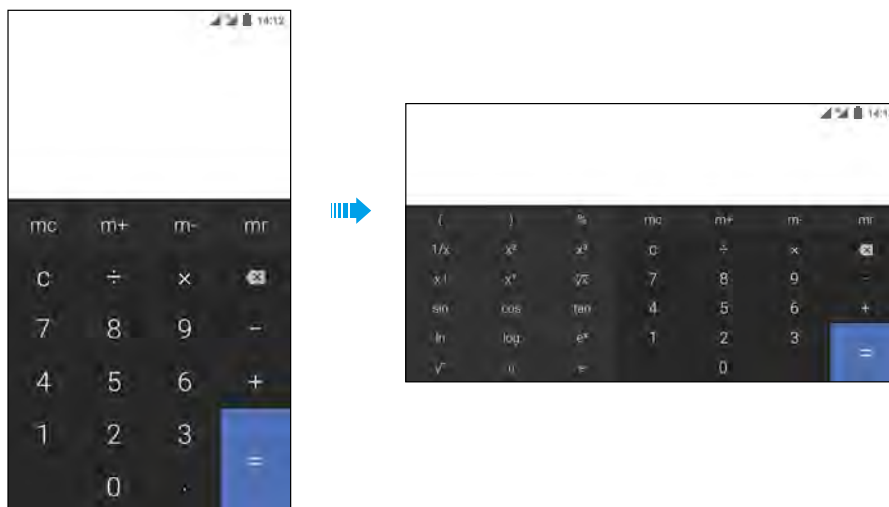 14:12
mc m+ m- mr
C ÷ ×
7 8 9 −
4 5 6 +
1 2 3
=
0 .
( ) % mc m+ m- mr
1/x x² x³ C ÷ ×
x! 7 8 9 −
sin cos tan 4 5 6 +
ln log eˣ 1 2 3
=
0